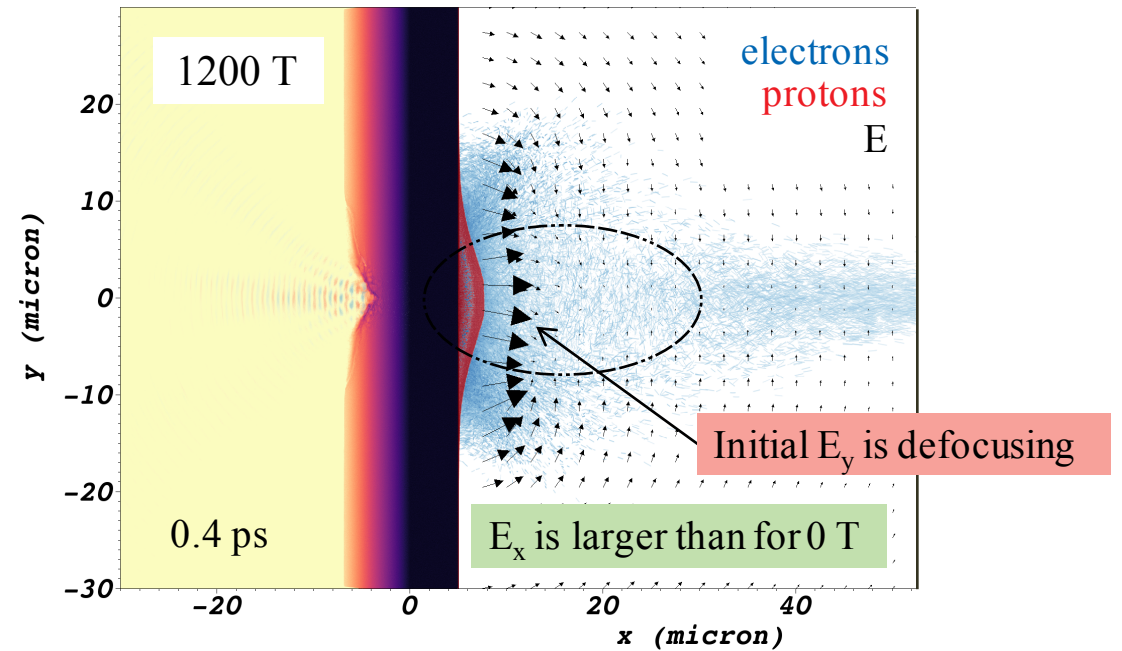 1200 T
electrons
protons
E
20
10
0
-10
-20
-30
y (micron)
Initial Ey is defocusing
0.4 ps
Ex is larger than for 0 T
-20
0
20
40
x (micron)